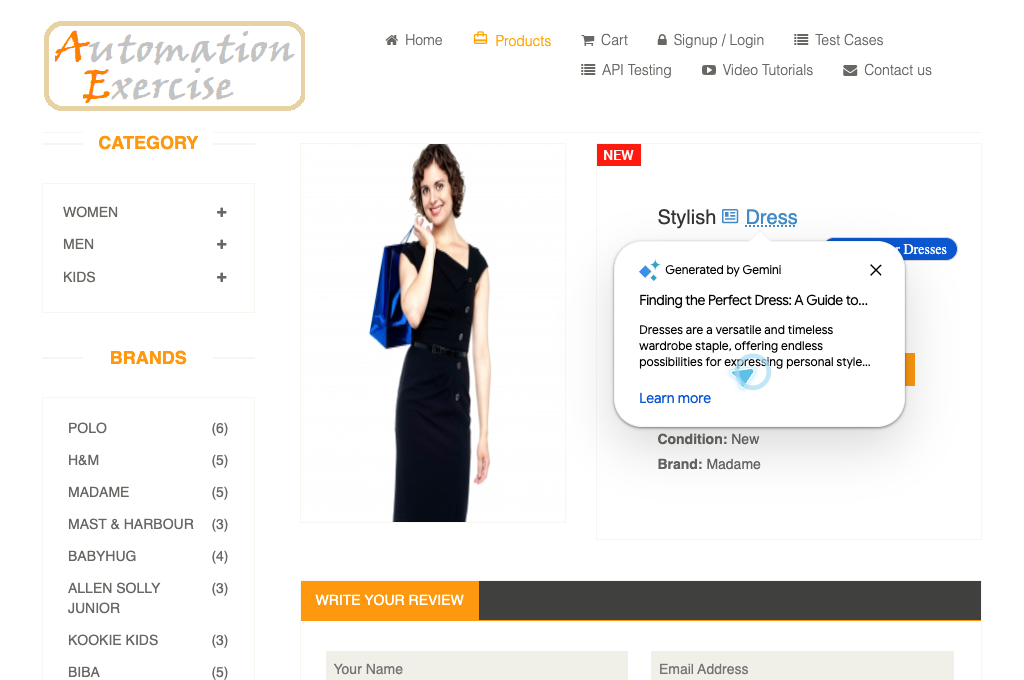 Automation
Exercise
Home
Products
Cart
Signup / Login
Test Cases
API Testing
Video Tutorials
Contact us
CATEGORY
WOMEN
MEN
KIDS
BRANDS
POLO (6)
H&M (5)
MADAME (5)
MAST & HARBOUR (3)
BABYHUG (4)
ALLEN SOLLY (3)
JUNIOR
KOOKIE KIDS (3)
BIBA (5)
NEW
Stylish Dress
Dresses
Generated by Gemini
Finding the Perfect Dress: A Guide to...
Dresses are a versatile and timeless
wardrobe staple, offering endless
possibilities for expressing personal style...
Learn more
Condition: New
Brand: Madame
WRITE YOUR REVIEW
Your Name
Email Address